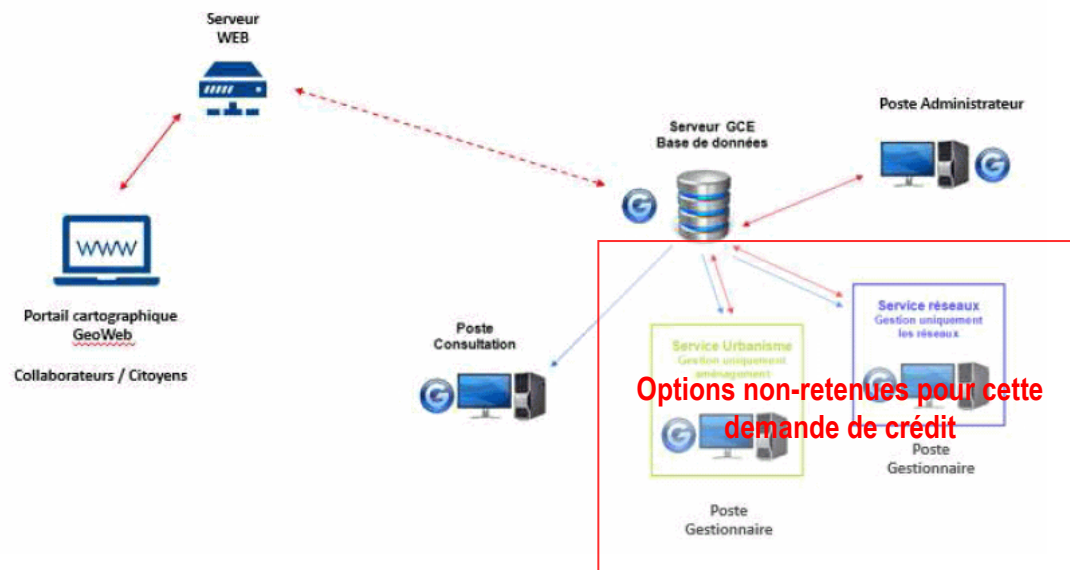 Serveur
WEB
Poste Administrateur
Serveur GCE
Base de données
G
G
WWW
Portail cartographique
GeoWeb
Collaborateurs / Citoyens
Poste
Consultation
G
Service Urbanisme
Gestion uniquement
aménagement
G
Service réseaux
Gestion uniquement
les réseaux
G
Options non-retenues pour cette
demande de crédit
Poste
Gestionnaire
Poste
Gestionnaire